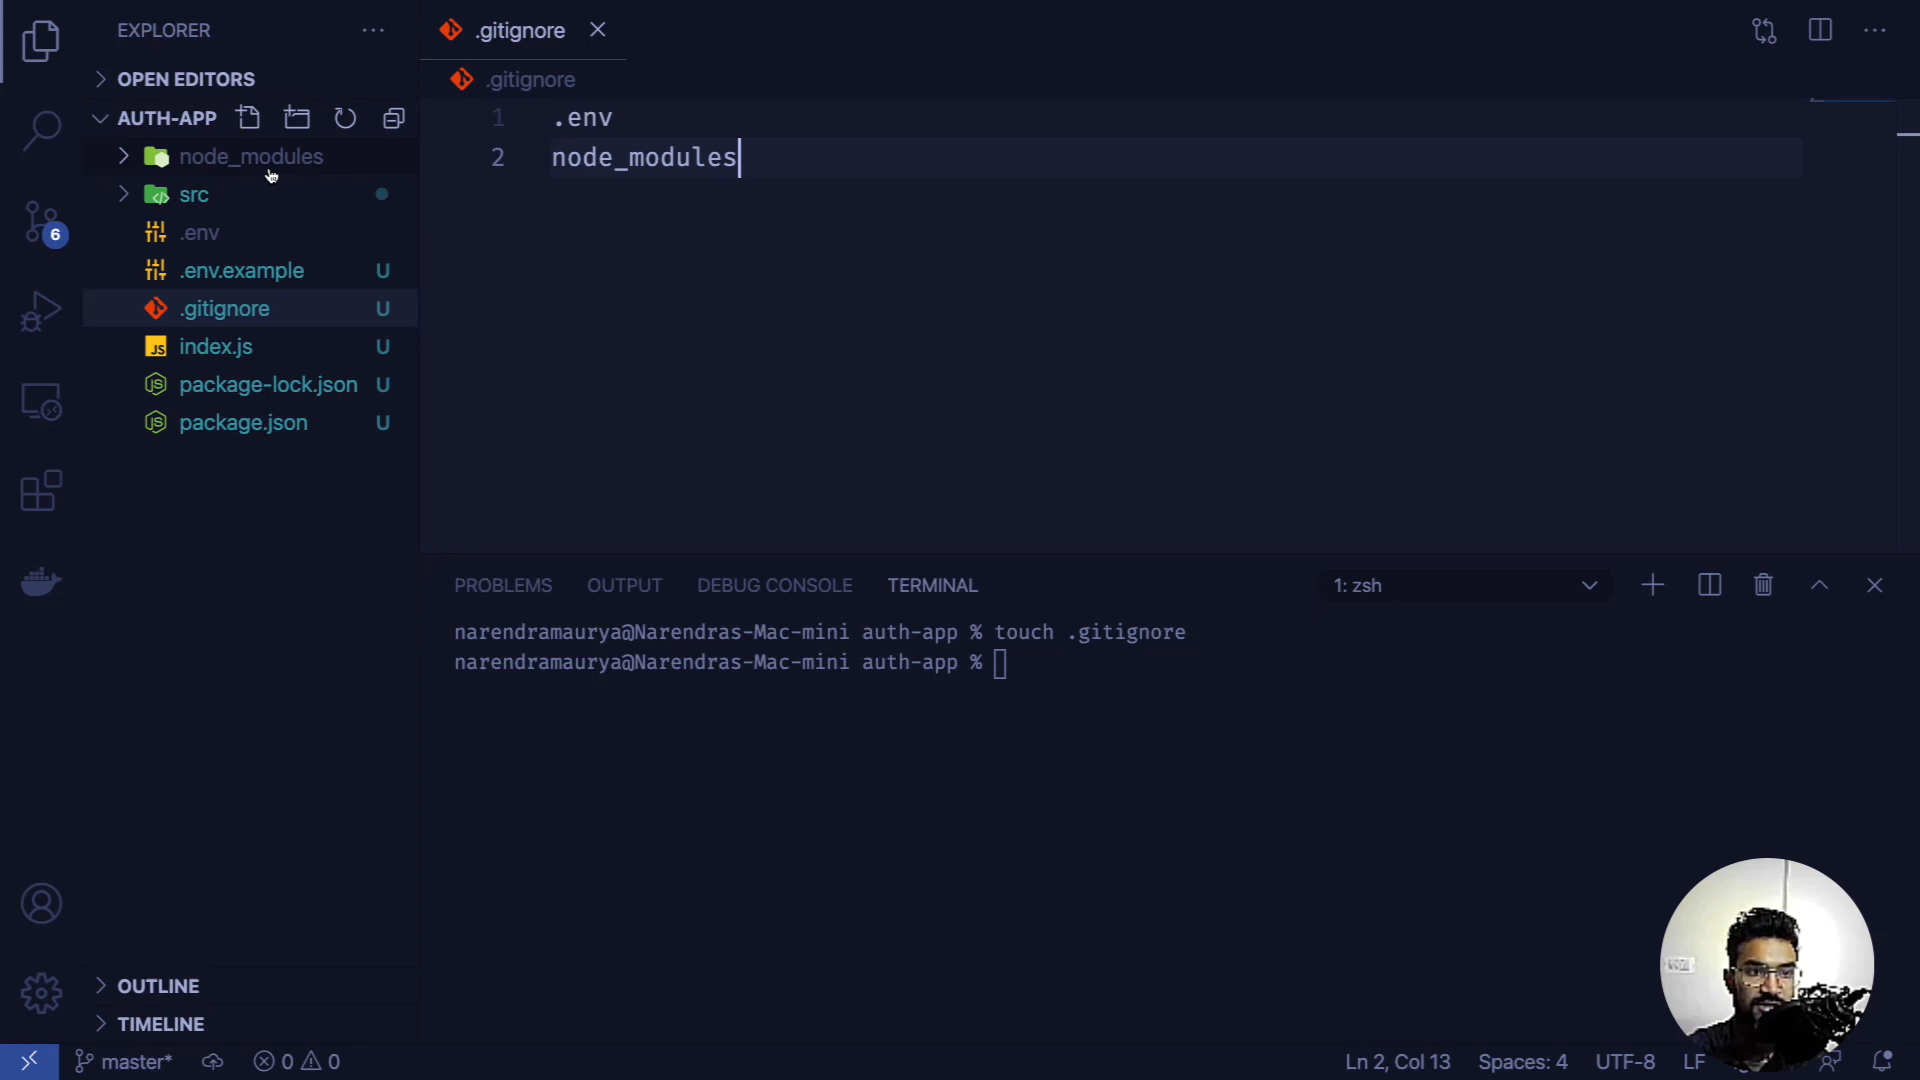 EXPLORER
OPEN EDITORS
AUTH-APP
node_modules
src
.env
.env.example U
.gitignore U
index.js U
package-lock.json U
package.json U
6
OUTLINE
TIMELINE
.gitignore
.gitignore
1 .env
2 node_modules
PROBLEMS OUTPUT DEBUG CONSOLE TERMINAL 1: zsh
narendramaurya@Narendras-Mac-mini auth-app % touch .gitignore
narendramaurya@Narendras-Mac-mini auth-app %
master* 0 0 Ln 2, Col 13 Spaces: 4 UTF-8 LF